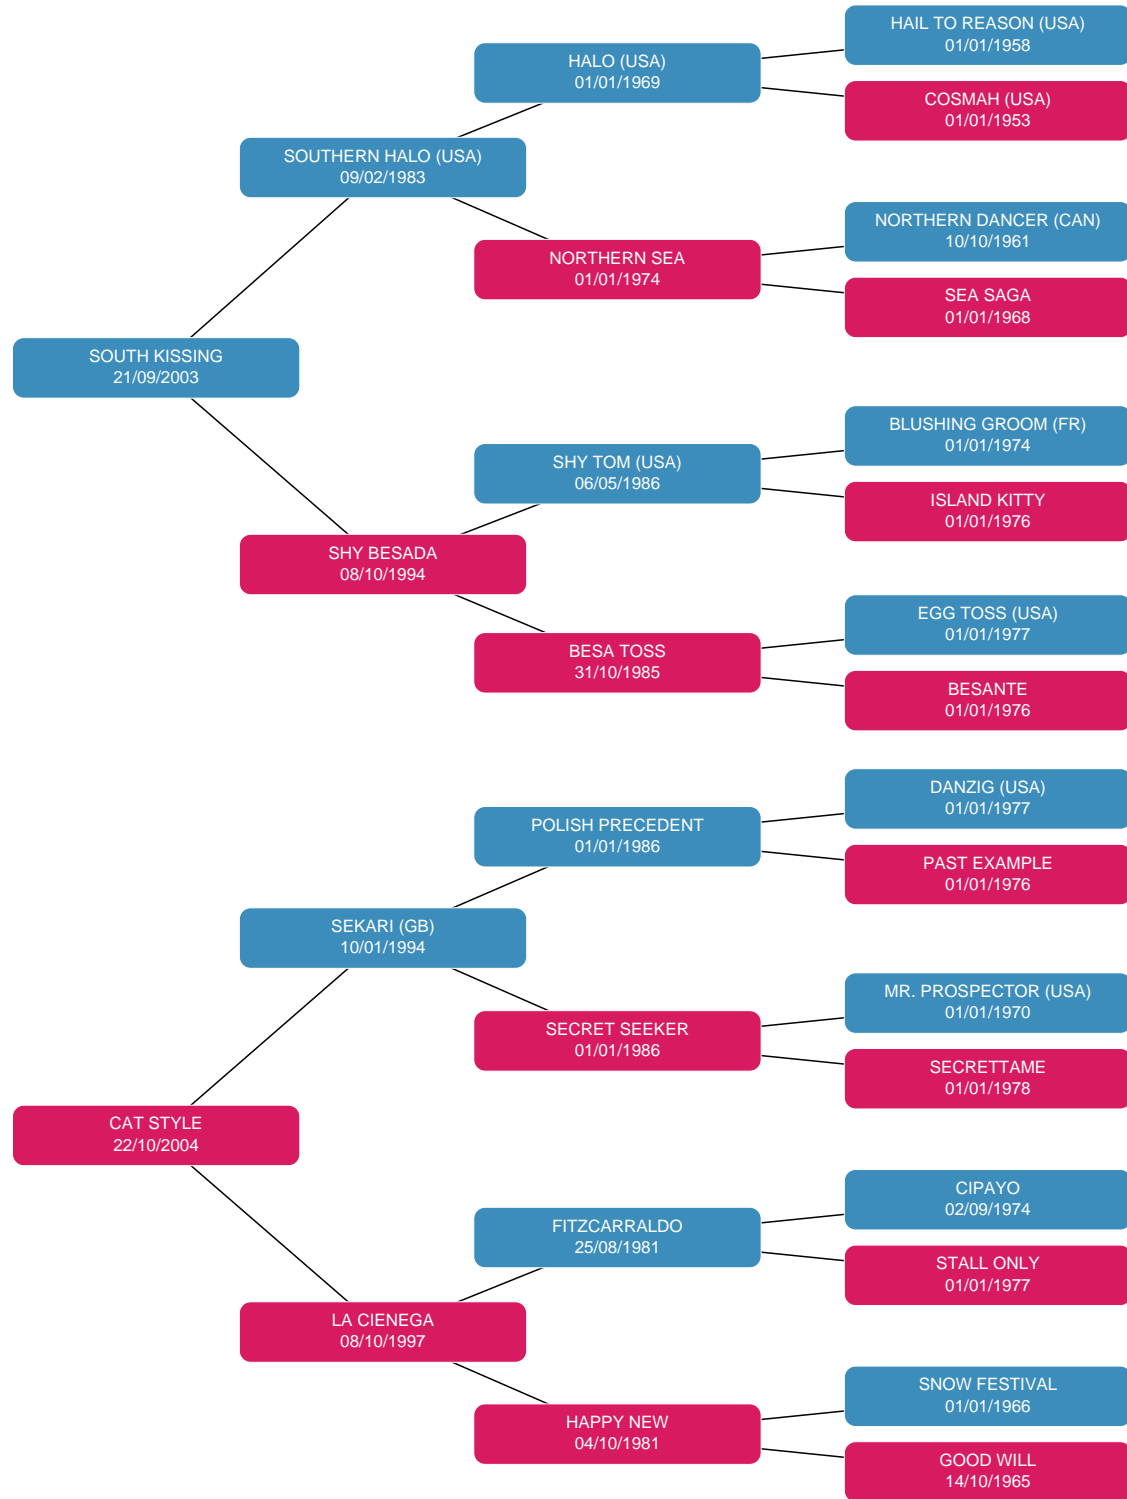 HAIL TO REASON (USA)
01/01/1958
HALO (USA)
01/01/1969
COSMAH (USA)
01/01/1953
SOUTHERN HALO (USA)
09/02/1983
NORTHERN DANCER (CAN)
10/10/1961
NORTHERN SEA
01/01/1974
SEA SAGA
01/01/1968
SOUTH KISSING
21/09/2003
BLUSHING GROOM (FR)
01/01/1974
SHY TOM (USA)
06/05/1986
ISLAND KITTY
01/01/1976
SHY BESADA
08/10/1994
EGG TOSS (USA)
01/01/1977
BESA TOSS
31/10/1985
BESANTE
01/01/1976
DANZIG (USA)
01/01/1977
POLISH PRECEDENT
01/01/1986
PAST EXAMPLE
01/01/1976
SEKARI (GB)
10/01/1994
MR. PROSPECTOR (USA)
01/01/1970
SECRET SEEKER
01/01/1986
SECRETTAME
01/01/1978
CAT STYLE
22/10/2004
CIPAYO
02/09/1974
FITZCARRALDO
25/08/1981
STALL ONLY
01/01/1977
LA CIENEGA
08/10/1997
SNOW FESTIVAL
01/01/1966
HAPPY NEW
04/10/1981
GOOD WILL
14/10/1965